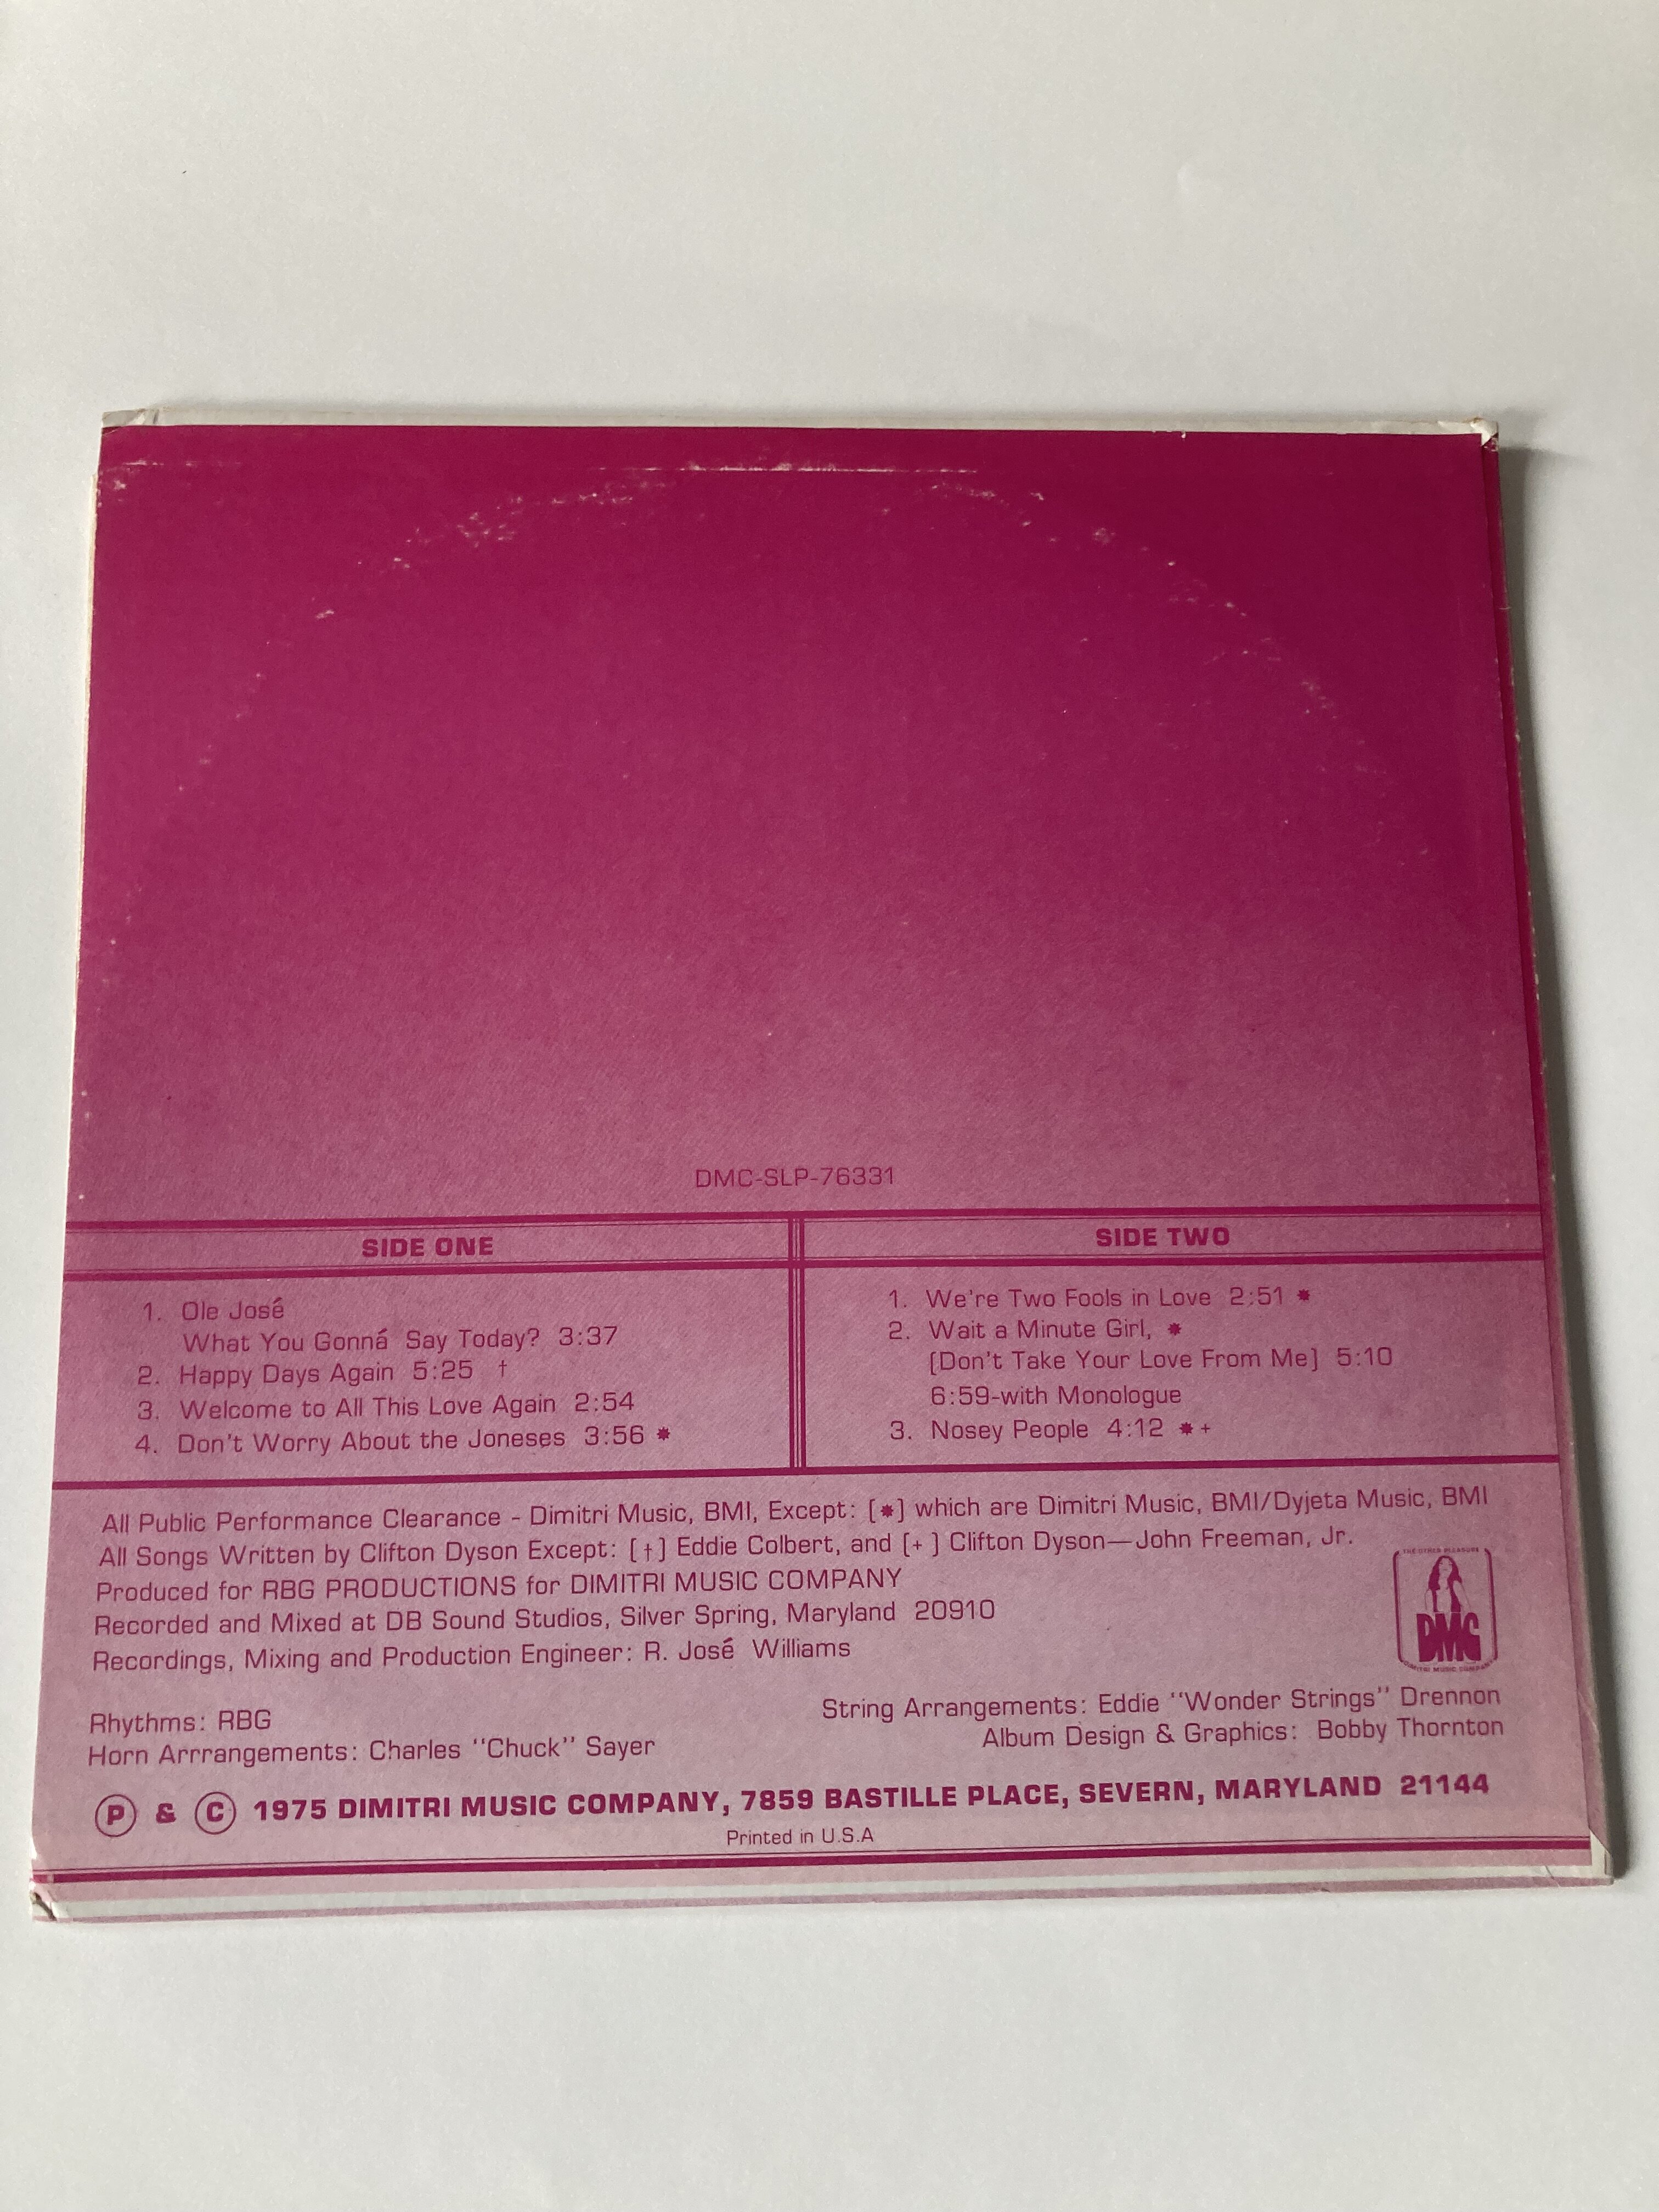 DMC-SLP-76331
SIDE ONE
1. Ole José
What You Gonná Say Today? 3:37
2. Happy Days Again 5:25 †
3. Welcome to All This Love Again 2:54
4. Don't Worry About the Joneses 3:56 *
SIDE TWO
1. We're Two Fools in Love 2:51 *
2. Wait a Minute Girl, *
[Don't Take Your Love From Me] 5:10
6:59-with Monologue
3. Nosey People 4:12 * +
All Public Performance Clearance - Dimitri Music, BMI, Except: [*] which are Dimitri Music, BMI/Dyjeta Music, BMI
All Songs Written by Clifton Dyson Except: [†] Eddie Colbert, and [+ ] Clifton Dyson—John Freeman, Jr.
Produced for RBG PRODUCTIONS for DIMITRI MUSIC COMPANY
Recorded and Mixed at DB Sound Studios, Silver Spring, Maryland 20910
Recordings, Mixing and Production Engineer: R. José Williams
THE OTHER PLEASURE
DMC
DIMITRI MUSIC COMPANY
Rhythms: RBG
Horn Arrrangements: Charles "Chuck" Sayer
String Arrangements: Eddie "Wonder Strings" Drennon
Album Design & Graphics: Bobby Thornton
Ⓟ & © 1975 DIMITRI MUSIC COMPANY, 7859 BASTILLE PLACE, SEVERN, MARYLAND 21144
Printed in U.S.A